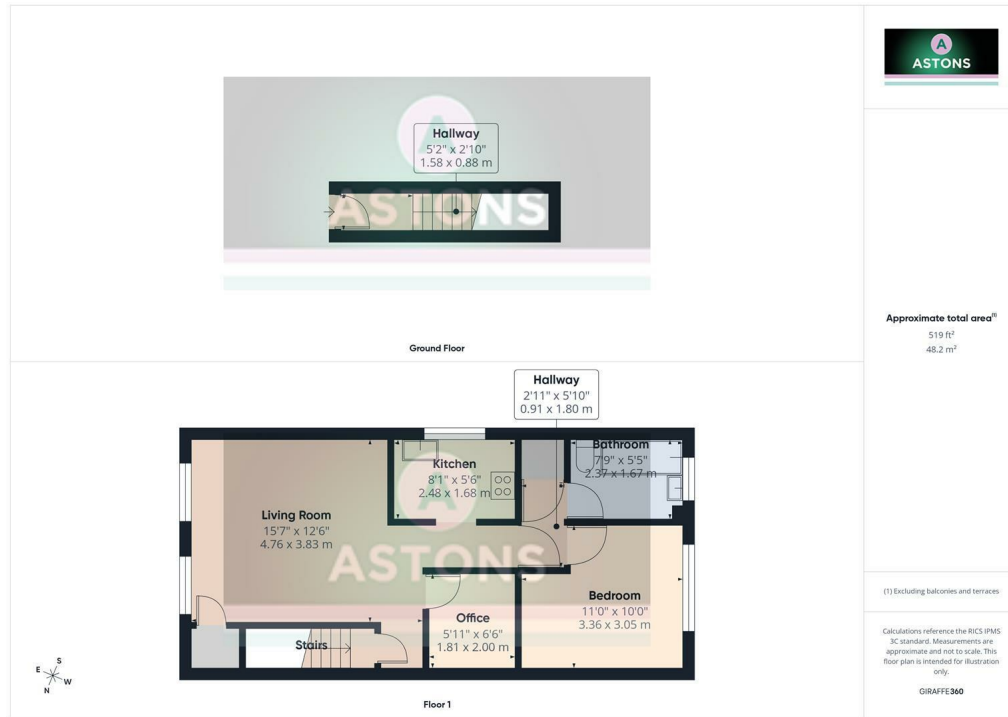 Hallway
5'2" x 2'10"
1.58 x 0.88 m
ASTONS
A
Ground Floor
Hallway
2'11" x 5'10"
0.91 x 1.80 m
Bathroom
7'9" x 5'5"
2.37 x 1.67 m
Kitchen
8'1" x 5'6"
2.48 x 1.68 m
A
Living Room
15'7" x 12'6"
4.76 x 3.83 m
ASTONS
Bedroom
11'0" x 10'0"
3.36 x 3.05 m
Office
5'11" x 6'6"
1.81 x 2.00 m
Stairs
S
E
W
N
Floor 1
A
ASTONS
Approximate total area(1)
519 ft²
48.2 m²
(1) Excluding balconies and terraces
Calculations reference the RICS IPMS
3C standard. Measurements are
approximate and not to scale. This
floor plan is intended for illustration
only.
GIRAFFE360